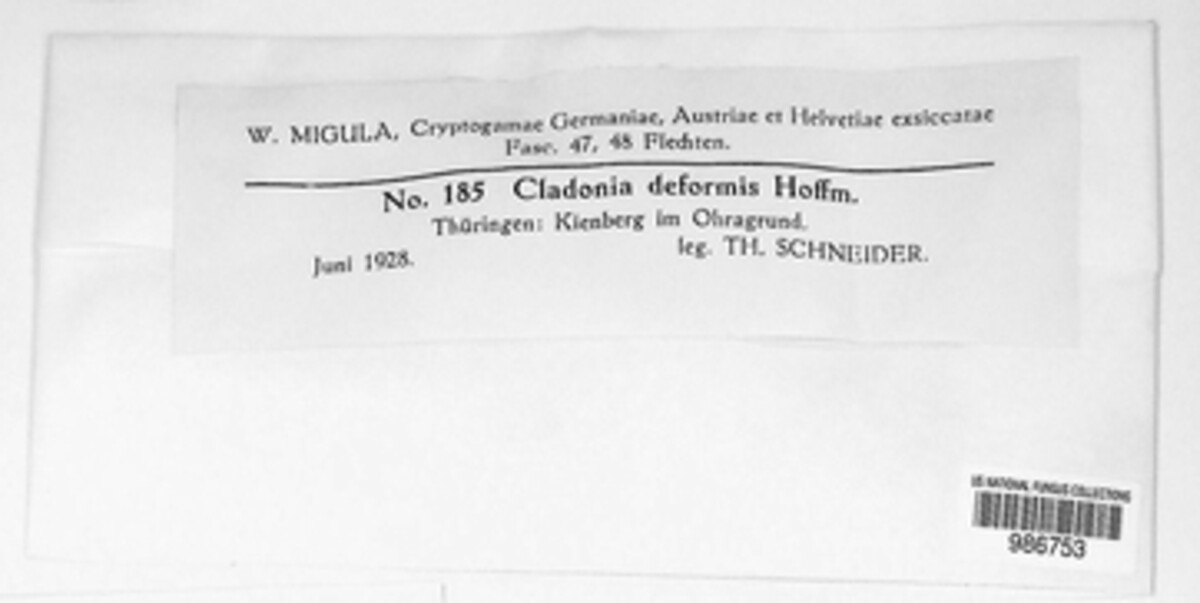 W. MIGULA, Cryptogamae Germaniae, Austriae et Helvetiae exsiccatae
Fasc. 47, 48 Flechten.
No. 185 Cladonia deformis Hoffm.
Thüringen: Kienberg im Ohragrund.
Juni 1928. leg. TH. SCHNEIDER.
US NATIONAL FUNGUS COLLECTIONS
986753